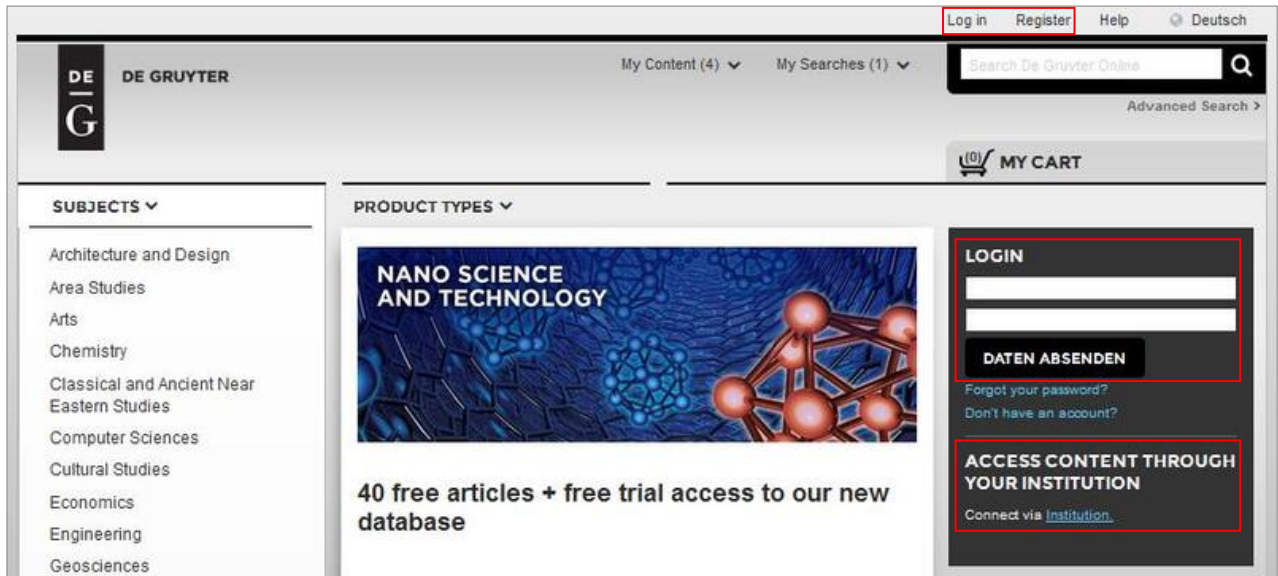 Log in Register Help Deutsch
DE
G
DE GRUYTER
My Content (4) My Searches (1)
Search De Gruyter Online
Advanced Search >
(0) MY CART
SUBJECTS
PRODUCT TYPES
Architecture and Design
Area Studies
Arts
Chemistry
Classical and Ancient Near
Eastern Studies
Computer Sciences
Cultural Studies
Economics
Engineering
Geosciences
NANO SCIENCE
AND TECHNOLOGY
40 free articles + free trial access to our new
database
LOGIN
DATEN ABSENDEN
Forgot your password?
Don't have an account?
ACCESS CONTENT THROUGH
YOUR INSTITUTION
Connect via Institution.